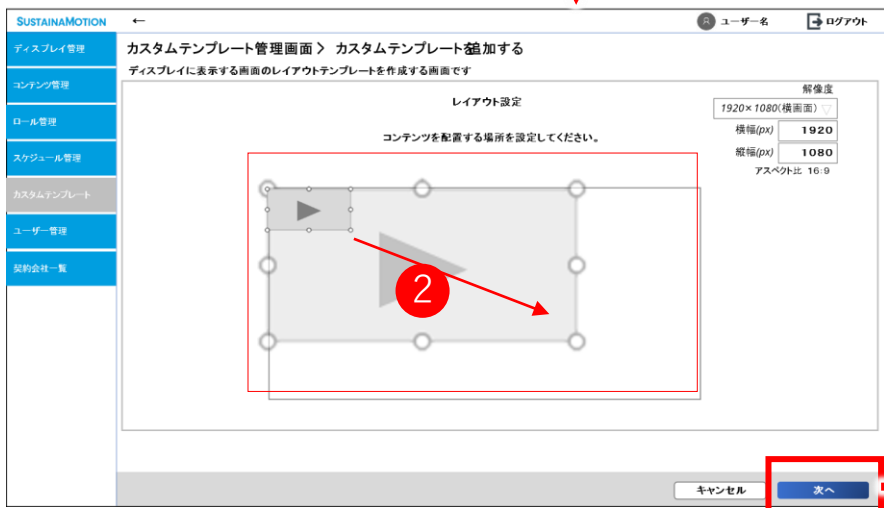 SUSTAINAMOTION
←
ユーザー名
ログアウト
ディスプレイ管理
コンテンツ管理
ロール管理
スケジュール管理
カスタムテンプレート
ユーザー管理
契約会社一覧
カスタムテンプレート管理画面 > カスタムテンプレートを追加する
ディスプレイに表示する画面のレイアウトテンプレートを作成する画面です
レイアウト設定
コンテンツを配置する場所を設定してください。
解像度
1920×1080(横画面)
横幅(px) 1920
縦幅(px) 1080
アスペクト比 16:9
2
キャンセル
次へ